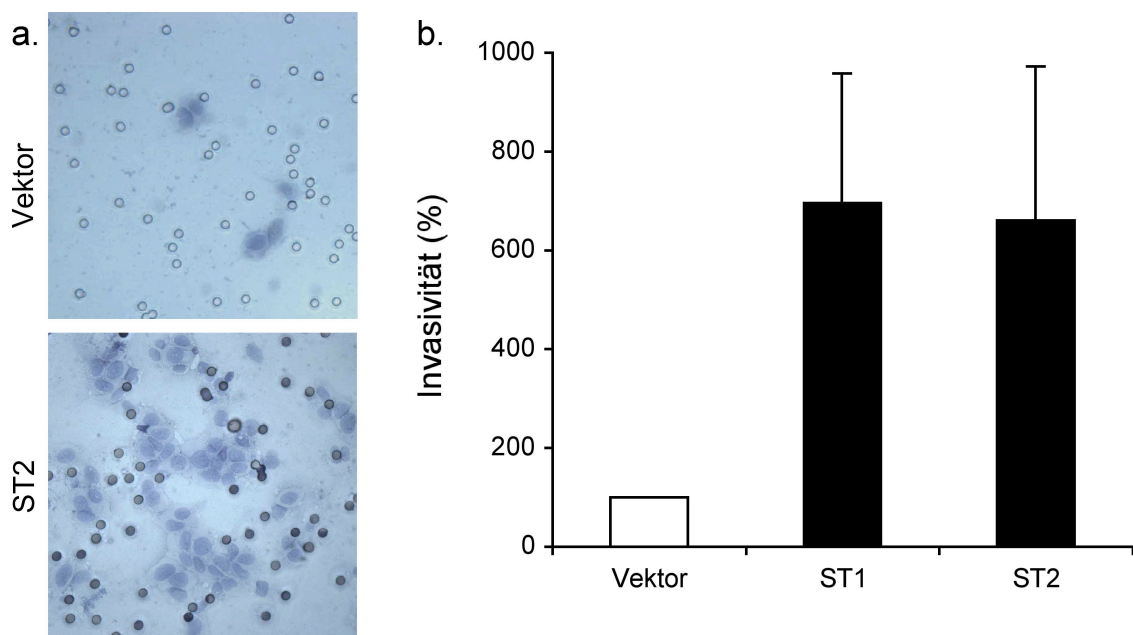 a.
Vektor
ST2
b.
Invasivität (%)
1000
800
600
400
200
0
Vektor
ST1
ST2